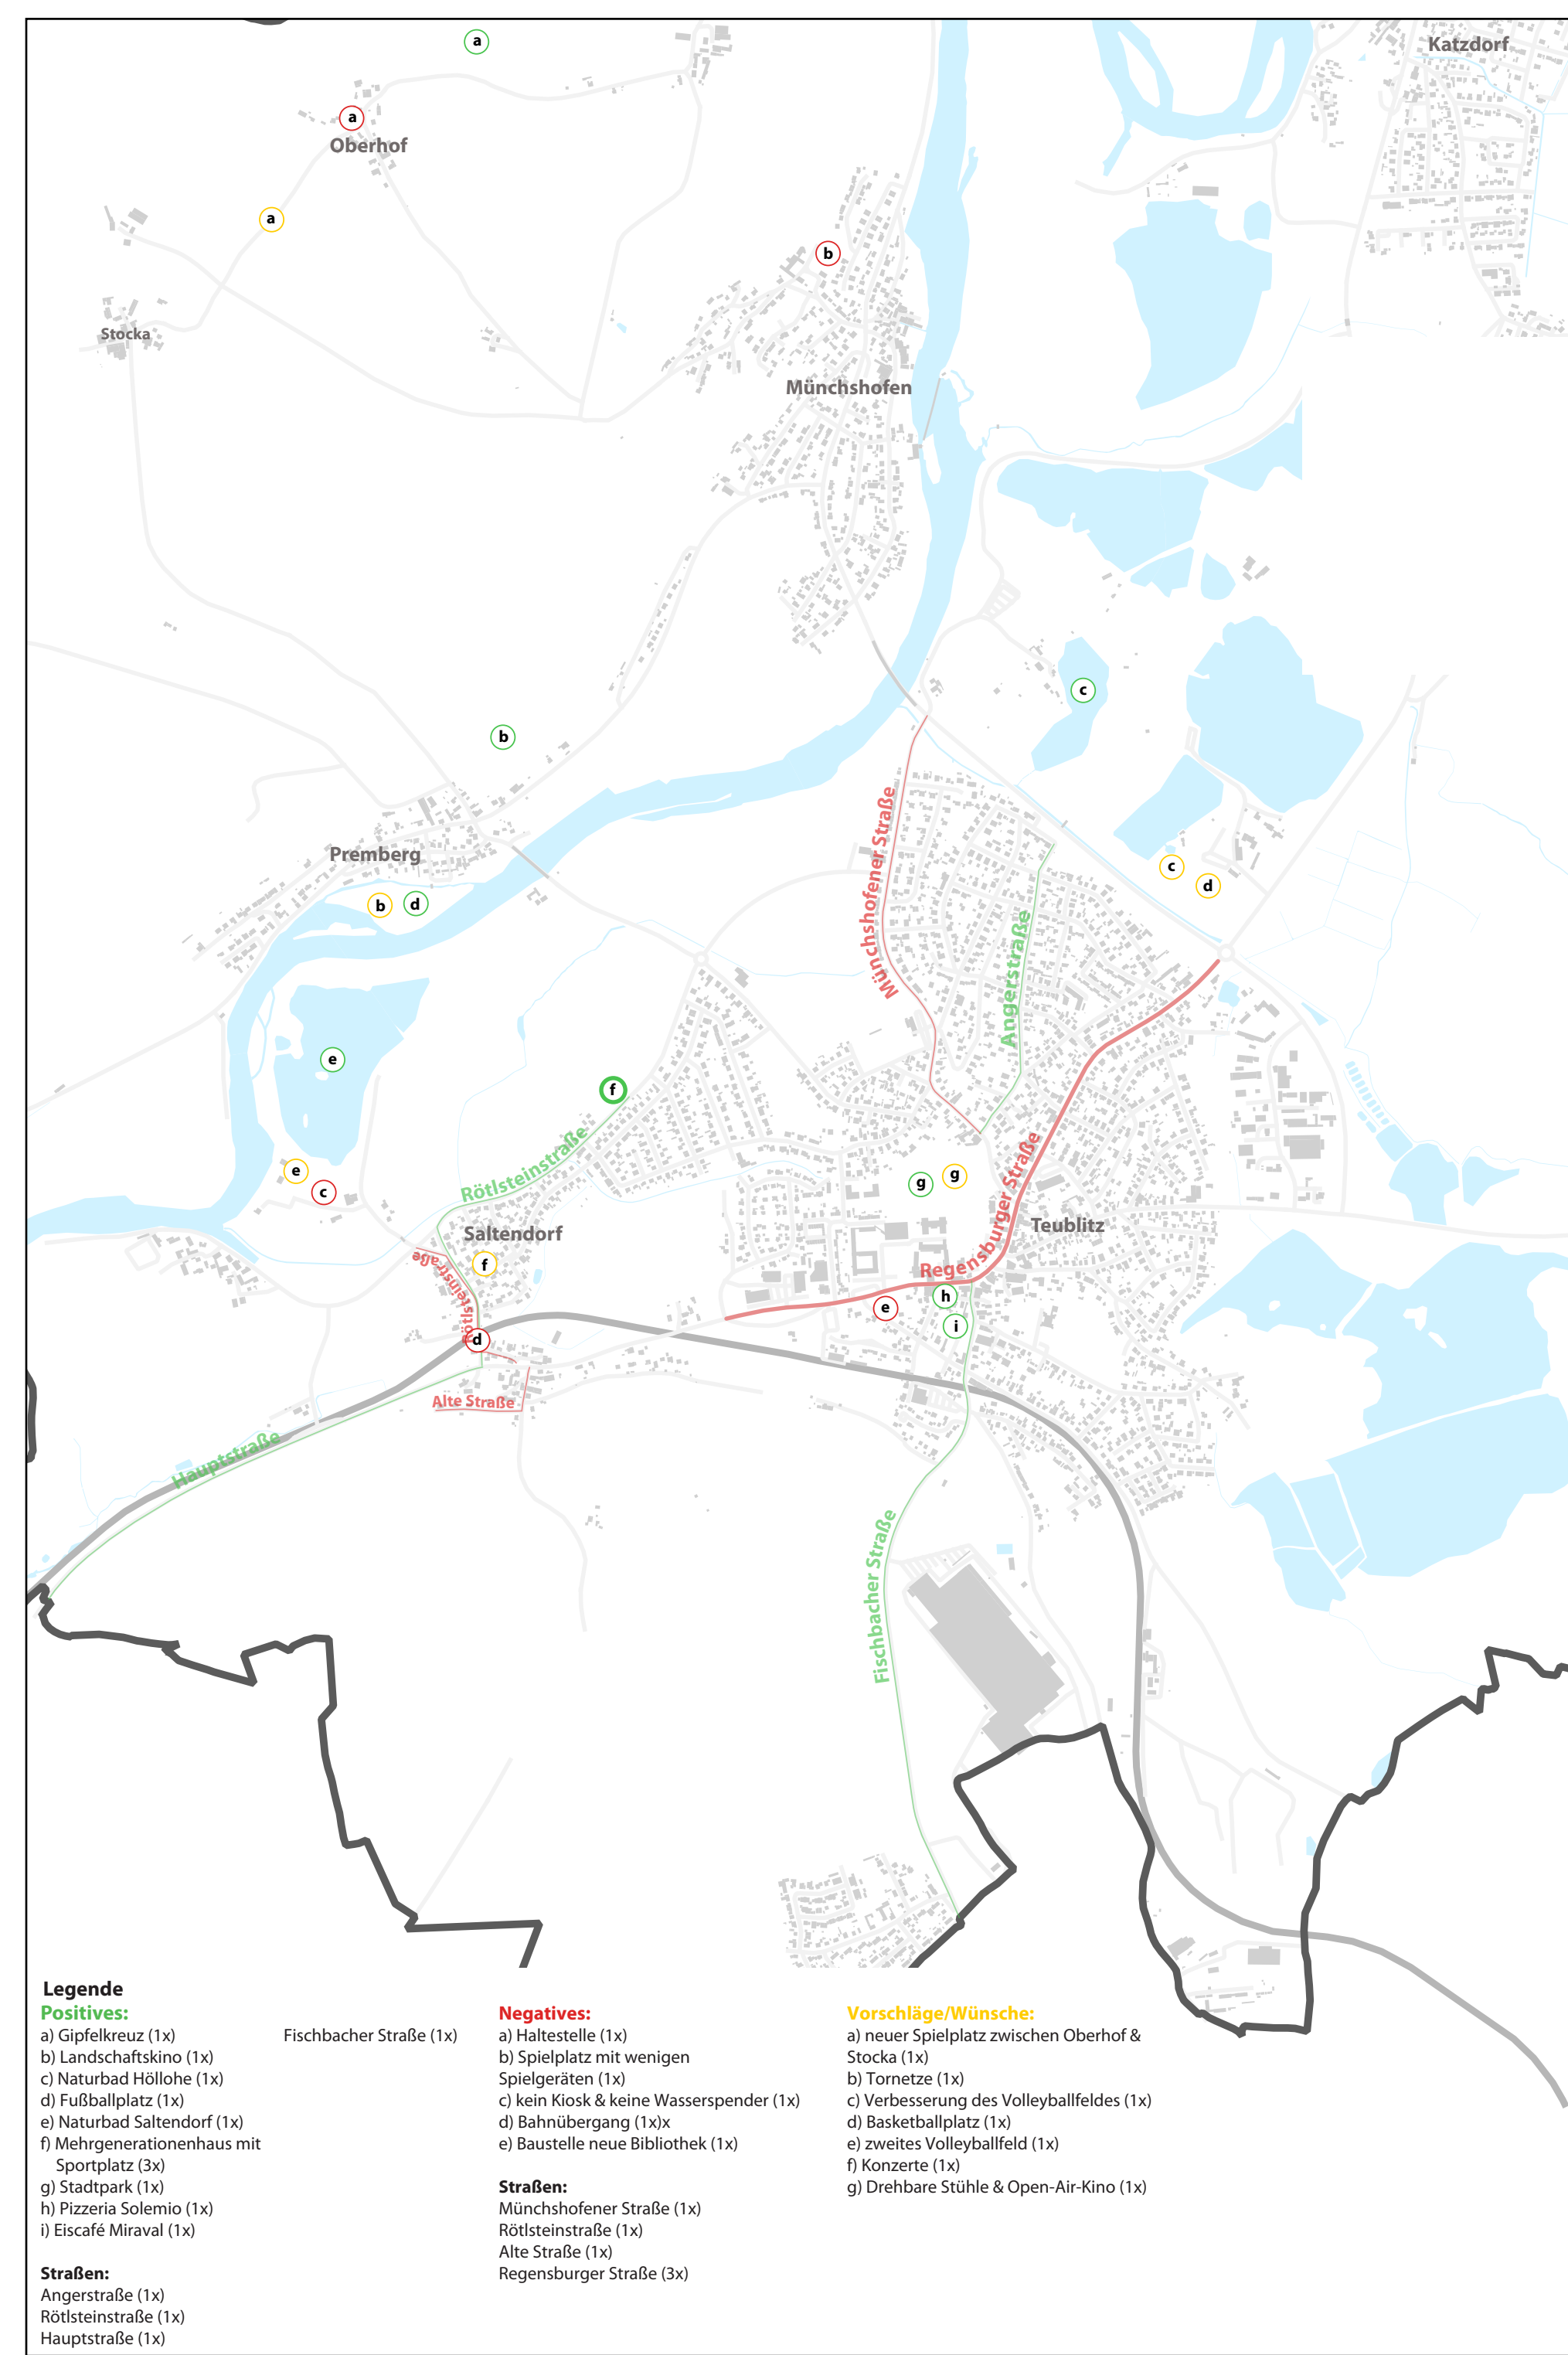 a
Katzdorf
a
Oberhof
a
b
Stocka
Münchshofen
c
b
Münchshofener Straße
Premberg
c
d
b
d
Angerstraße
e
f
Rötlsteinstraße
e
c
g
g
Regensburger Straße
Teublitz
Saltendorf
f
Rötlsteinstraße
h
e
i
d
Alte Straße
Hauptstraße
Fischbacher Straße
Legende
Positives:
a) Gipfelkreuz (1x)
b) Landschaftskino (1x)
c) Naturbad Höllohe (1x)
d) Fußballplatz (1x)
e) Naturbad Saltendorf (1x)
f) Mehrgenerationenhaus mit
Sportplatz (3x)
g) Stadtpark (1x)
h) Pizzeria Solemio (1x)
i) Eiscafé Miraval (1x)
Straßen:
Angerstraße (1x)
Rötlsteinstraße (1x)
Hauptstraße (1x)
Fischbacher Straße (1x)
Negatives:
a) Haltestelle (1x)
b) Spielplatz mit wenigen
Spielgeräten (1x)
c) kein Kiosk & keine Wasserspender (1x)
d) Bahnübergang (1x)x
e) Baustelle neue Bibliothek (1x)
Straßen:
Münchshofener Straße (1x)
Rötlsteinstraße (1x)
Alte Straße (1x)
Regensburger Straße (3x)
Vorschläge/Wünsche:
a) neuer Spielplatz zwischen Oberhof &
Stocka (1x)
b) Tornetze (1x)
c) Verbesserung des Volleyballfeldes (1x)
d) Basketballplatz (1x)
e) zweites Volleyballfeld (1x)
f) Konzerte (1x)
g) Drehbare Stühle & Open-Air-Kino (1x)